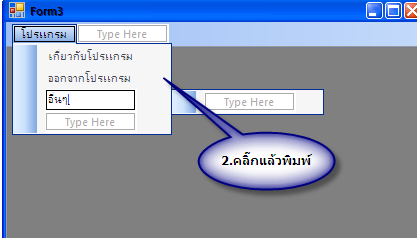 Form3
โปรแกรม Type Here
เกี่ยวกับโปรแกรม
ออกจากโปรแกรม
อื่นๆ
Type Here
Type Here
2.คลิ๊กแล้วพิมพ์